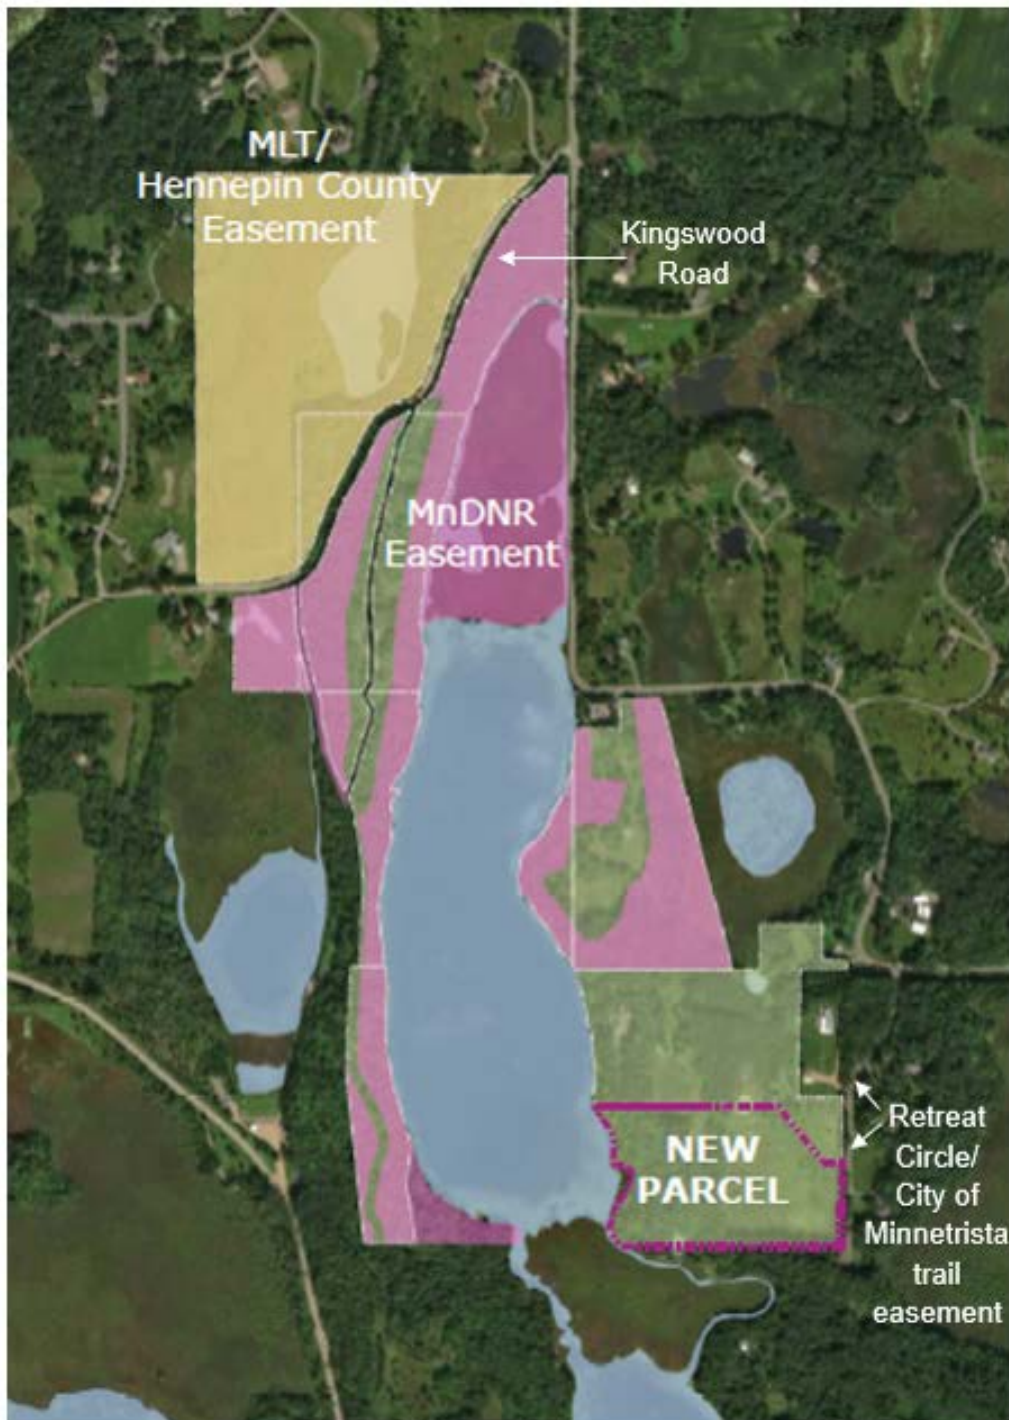 MLT/
Hennepin County
Easement
Kingswood
Road
MnDNR
Easement
NEW
PARCEL
Retreat
Circle/
City of
Minnetrista
trail
easement